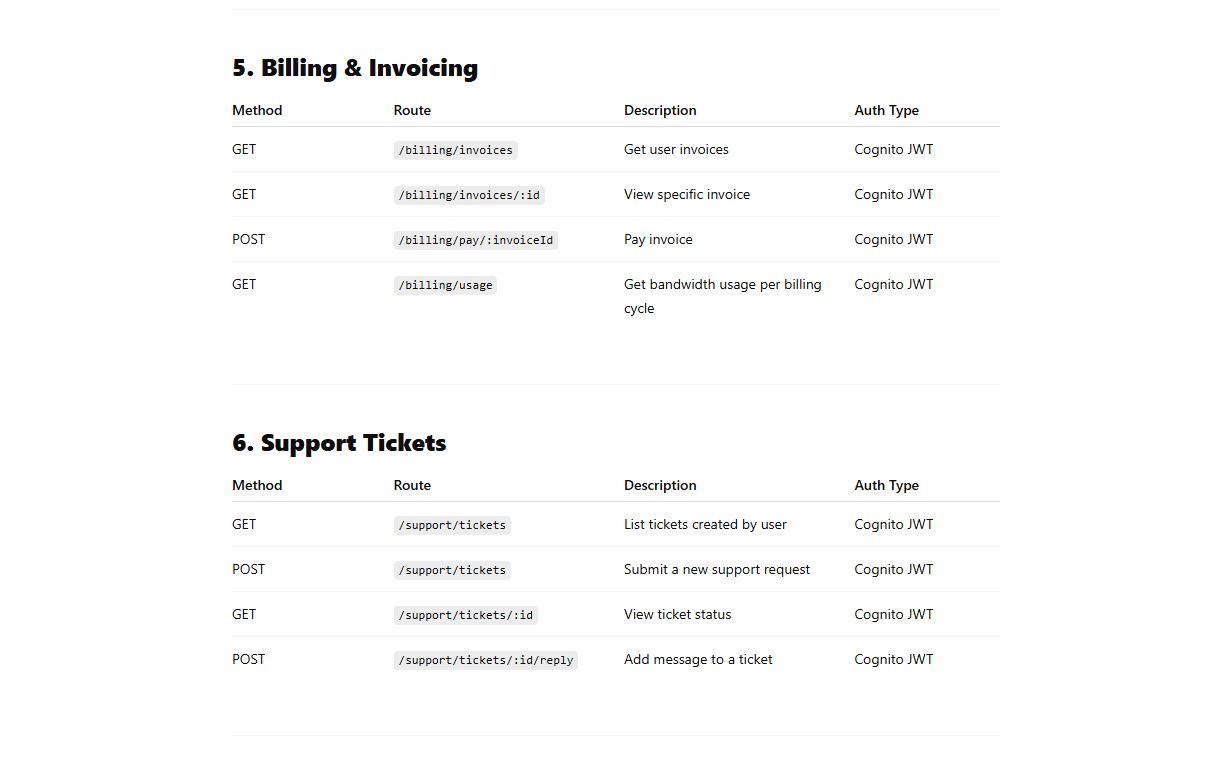 5. Billing & Invoicing
Method Route Description Auth Type
GET /billing/invoices Get user invoices Cognito JWT
GET /billing/invoices/:id View specific invoice Cognito JWT
POST /billing/pay/:invoiceId Pay invoice Cognito JWT
GET /billing/usage Get bandwidth usage per billing Cognito JWT
cycle
6. Support Tickets
Method Route Description Auth Type
GET /support/tickets List tickets created by user Cognito JWT
POST /support/tickets Submit a new support request Cognito JWT
GET /support/tickets/:id View ticket status Cognito JWT
POST /support/tickets/:id/reply Add message to a ticket Cognito JWT